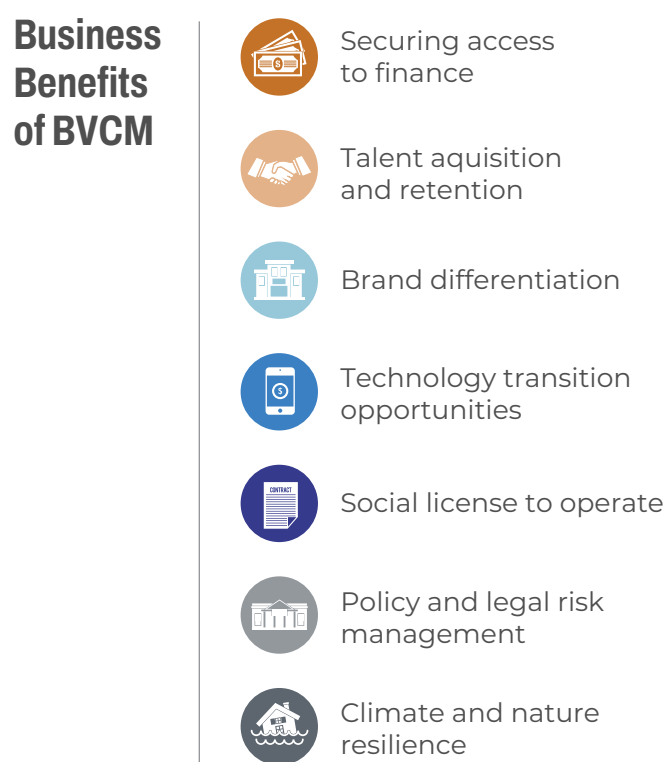 Business
Benefits
of BVCM
Securing access
to finance
Talent aquisition
and retention
Brand differentiation
Technology transition
opportunities
CONTRACT
Social license to operate
Policy and legal risk
management
Climate and nature
resilience